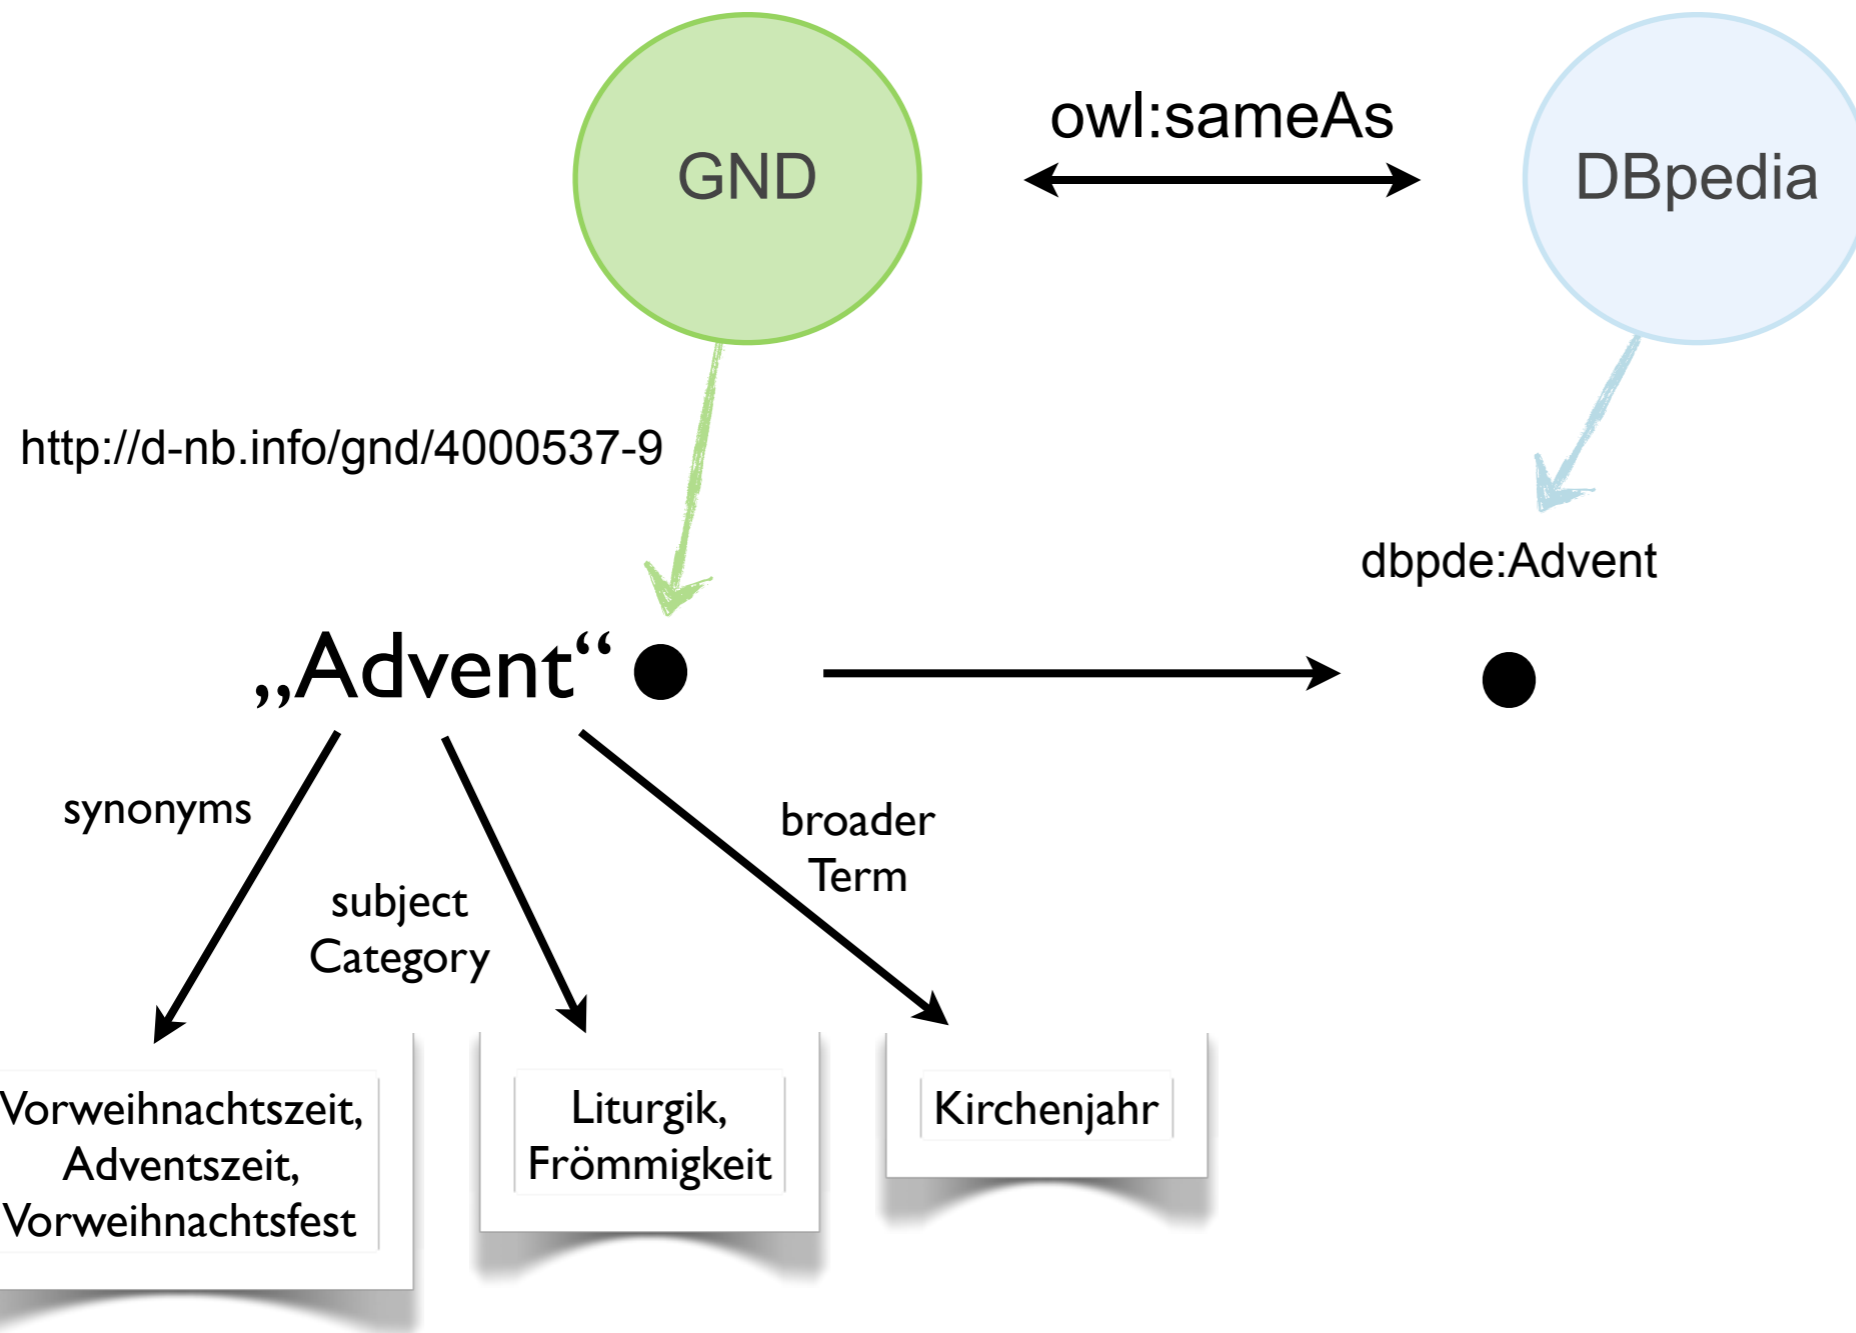 owl:sameAs
GND
DBpedia
http://d-nb.info/gnd/4000537-9
dbpde:Advent
„Advent“
synonyms
broader
Term
subject
Category
Vorweihnachtszeit,
Adventszeit,
Vorweihnachtsfest
Liturgik,
Frömmigkeit
Kirchenjahr